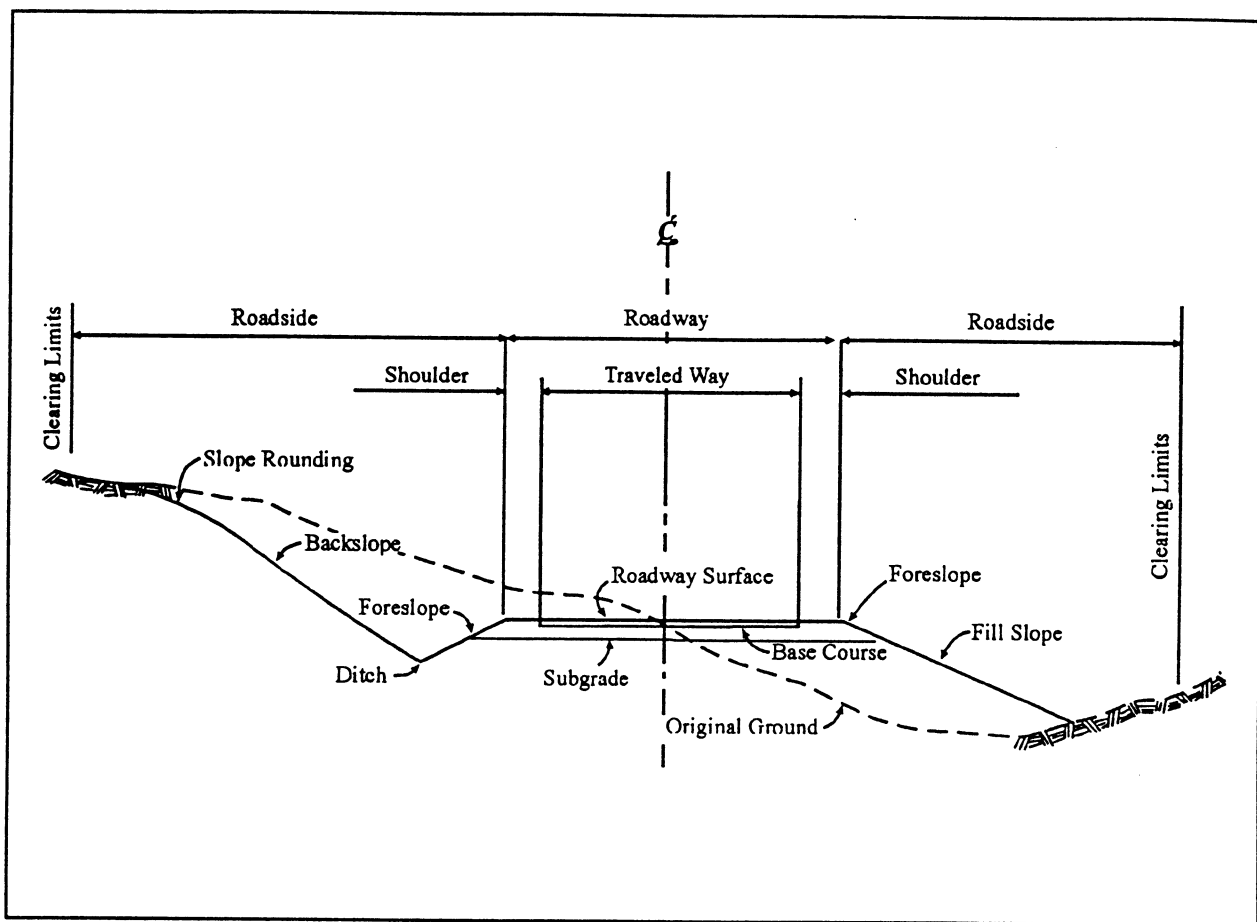 ℄
Roadside
Roadway
Roadside
Clearing Limits
Shoulder
Traveled Way
Shoulder
Clearing Limits
Slope Rounding
Backslope
Roadway Surface
Foreslope
Foreslope
Fill Slope
Base Course
Ditch
Subgrade
Original Ground